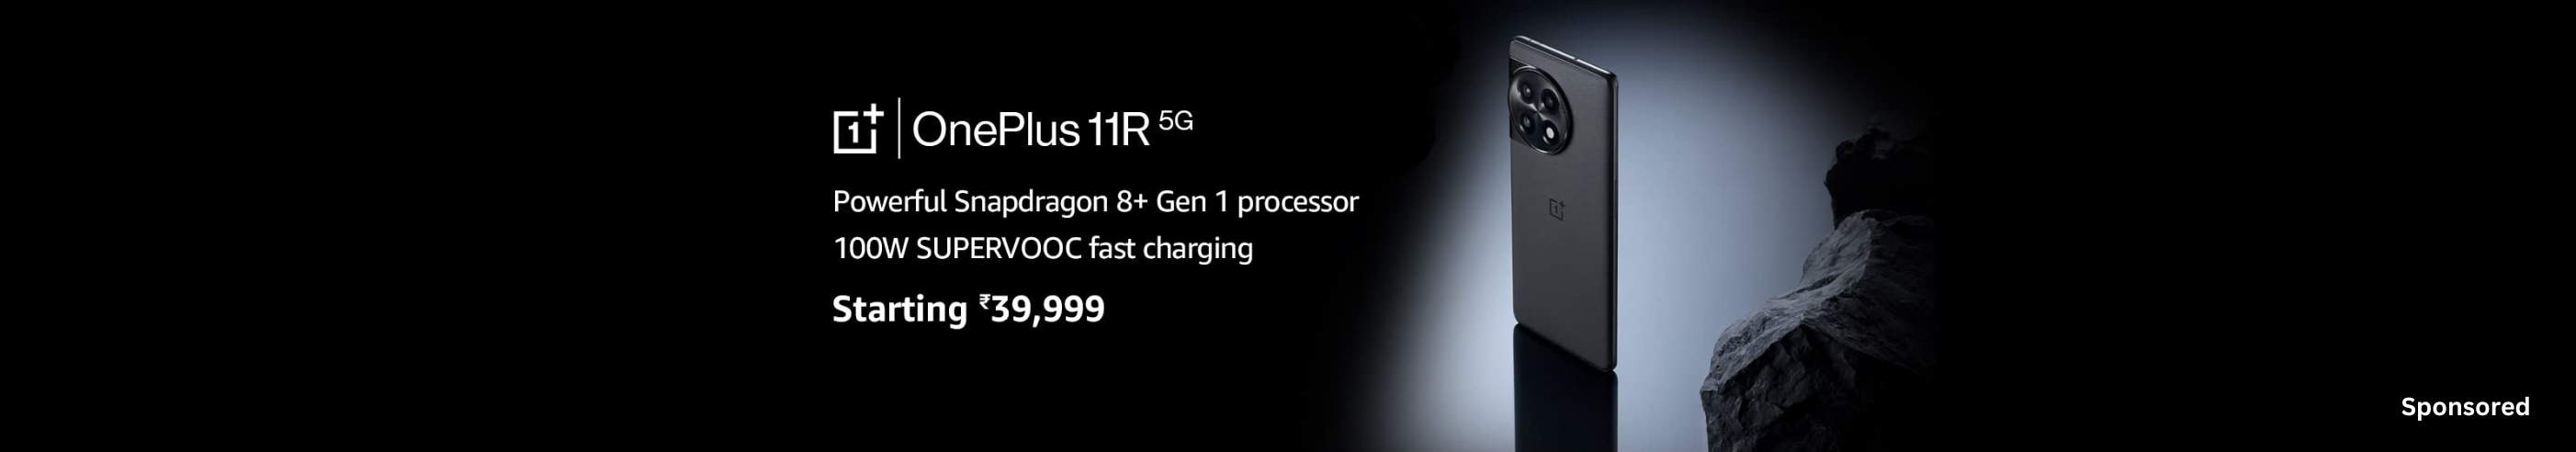 OnePlus 11R 5G
Powerful Snapdragon 8+ Gen 1 processor
100W SUPERVOOC fast charging
Starting ₹39,999
Sponsored